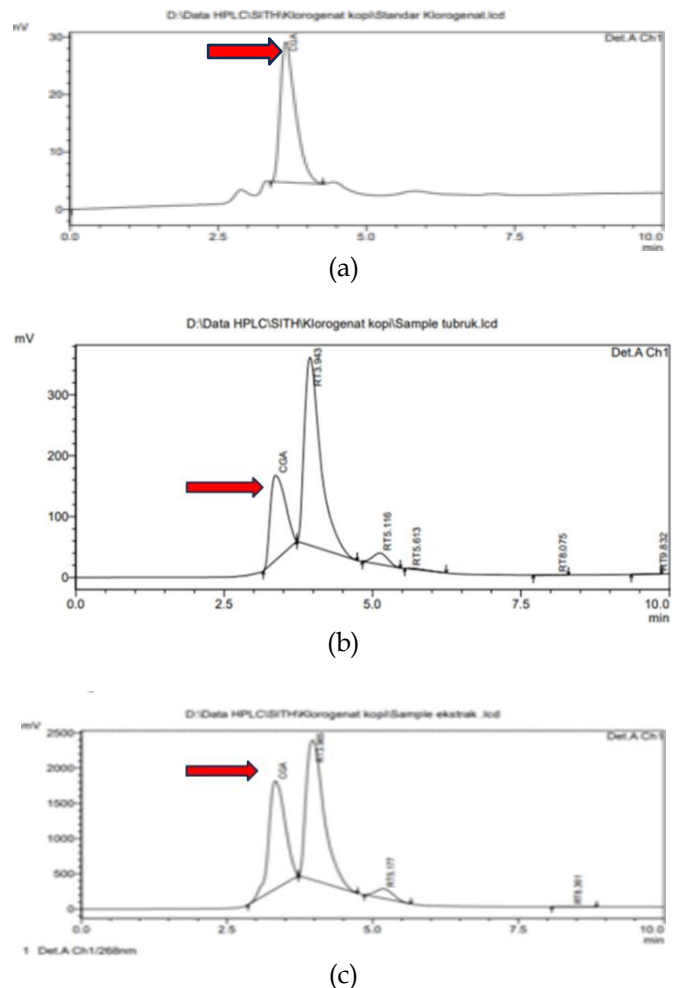 D:\Data HPLC\SITH\Klorogenat kopi\Standar Klorogenat.lcd
mV
Det.A Ch1
CGA
30
20
10
0
0.0 2.5 5.0 7.5 10.0
min
(a)
D:\Data HPLC\SITH\Klorogenat kopi\Sample tubruk.lcd
mV
Det.A Ch1
CGA
RT3.943
RT5.116
RT5.613
RT8.075
RT9.832
300
200
100
0
0.0 2.5 5.0 7.5 10.0
min
(b)
D:\Data HPLC\SITH\Klorogenat kopi\Sample ekstrak .lcd
mV
Det.A Ch1
CGA
RT5.177
2500
2000
1500
1000
500
0
0.0 2.5 5.0 7.5 10.0
min
1 Det.A Ch1/268nm
(c)